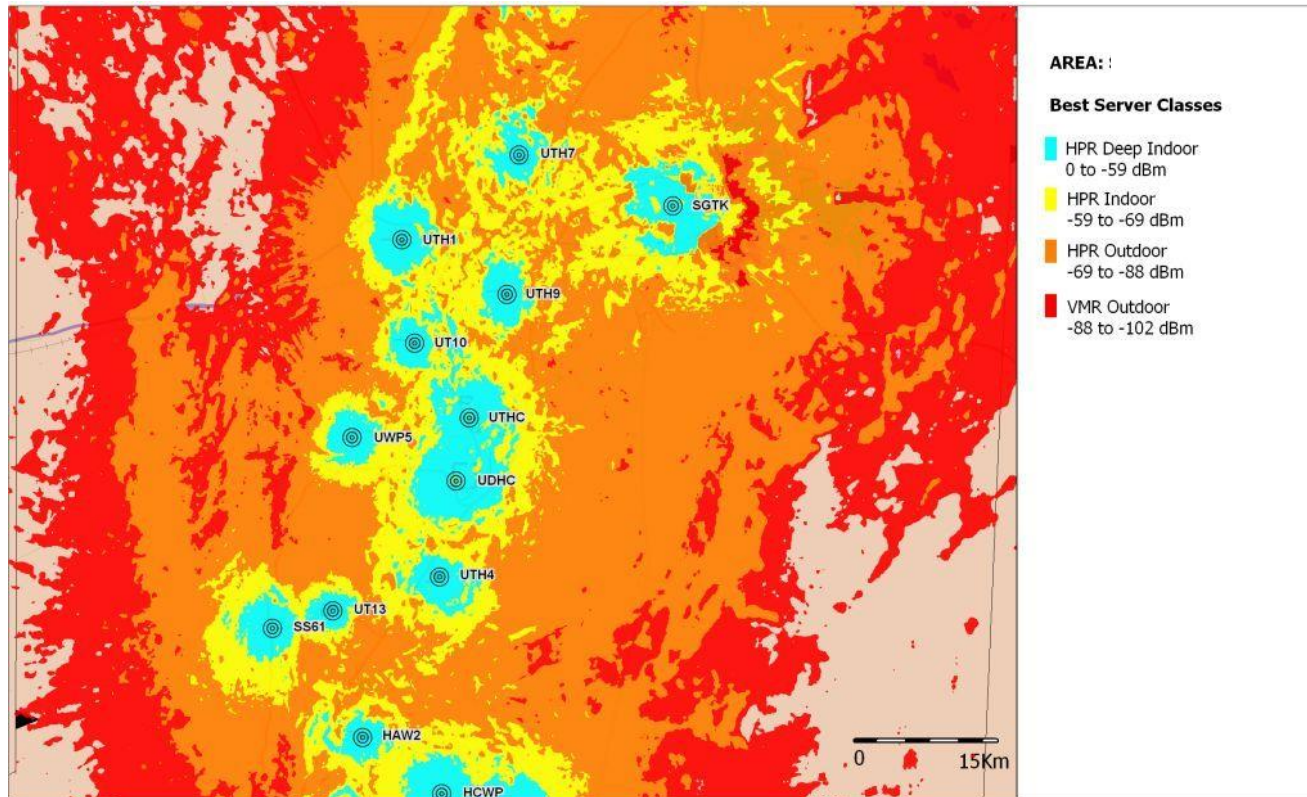 AREA: :
Best Server Classes
HPR Deep Indoor
0 to -59 dBm
HPR Indoor
-59 to -69 dBm
HPR Outdoor
-69 to -88 dBm
VMR Outdoor
-88 to -102 dBm
UTH7
SGTK
UTH1
UTH9
UT10
UTHC
UWP5
UDHC
UTH4
UT13
SS61
HAW2
HCWP
0 15Km